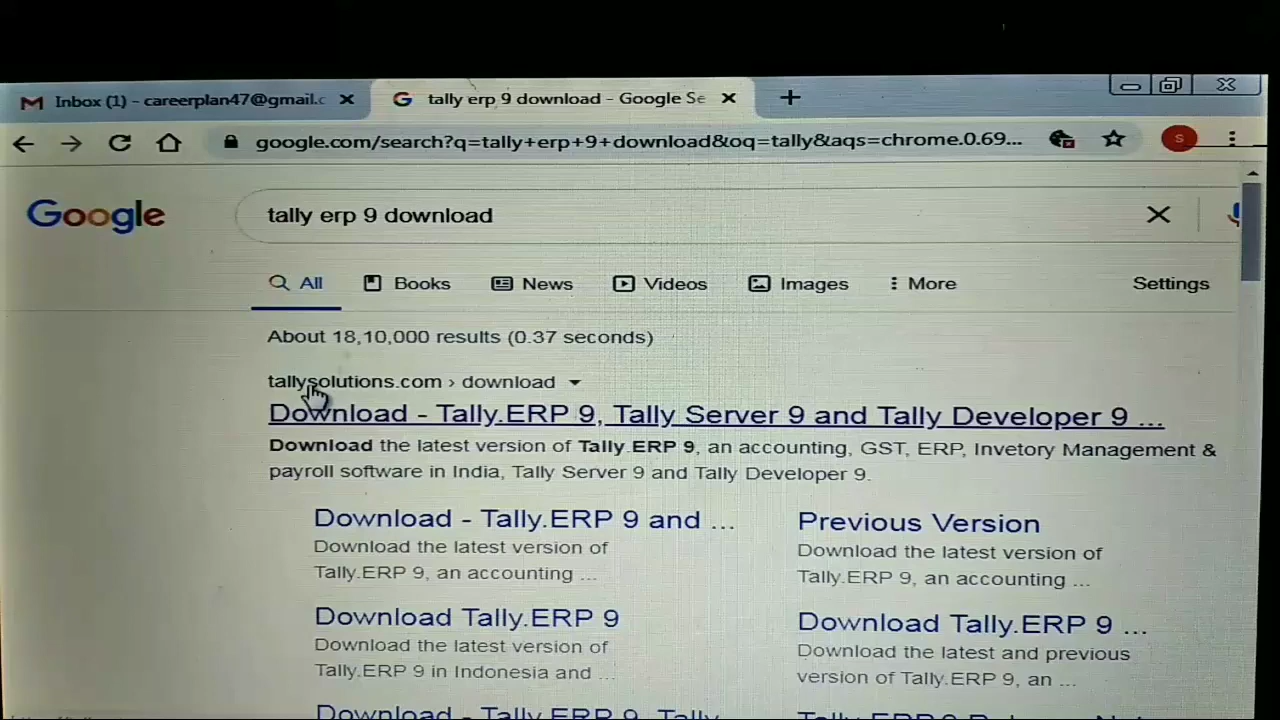 Inbox (1) - careerplan47@gmail.c
tally erp 9 download - Google Se
google.com/search?q=tally+erp+9+download&oq=tally&aqs=chrome.0.69...
S
Google
tally erp 9 download
All Books News Videos Images More Settings
About 18,10,000 results (0.37 seconds)
tallysolutions.com › download
Download - Tally.ERP 9, Tally Server 9 and Tally Developer 9 ...
Download the latest version of Tally.ERP 9, an accounting, GST, ERP, Invetory Management &
payroll software in India, Tally Server 9 and Tally Developer 9.
Download - Tally.ERP 9 and ...
Download the latest version of
Tally.ERP 9, an accounting ...
Previous Version
Download the latest version of
Tally.ERP 9, an accounting ...
Download Tally.ERP 9
Download the latest version of
Tally.ERP 9 in Indonesia and ...
Download Tally.ERP 9 ...
Download the latest and previous
version of Tally.ERP 9, an ...
Download - Tally.ERP 9, Tally